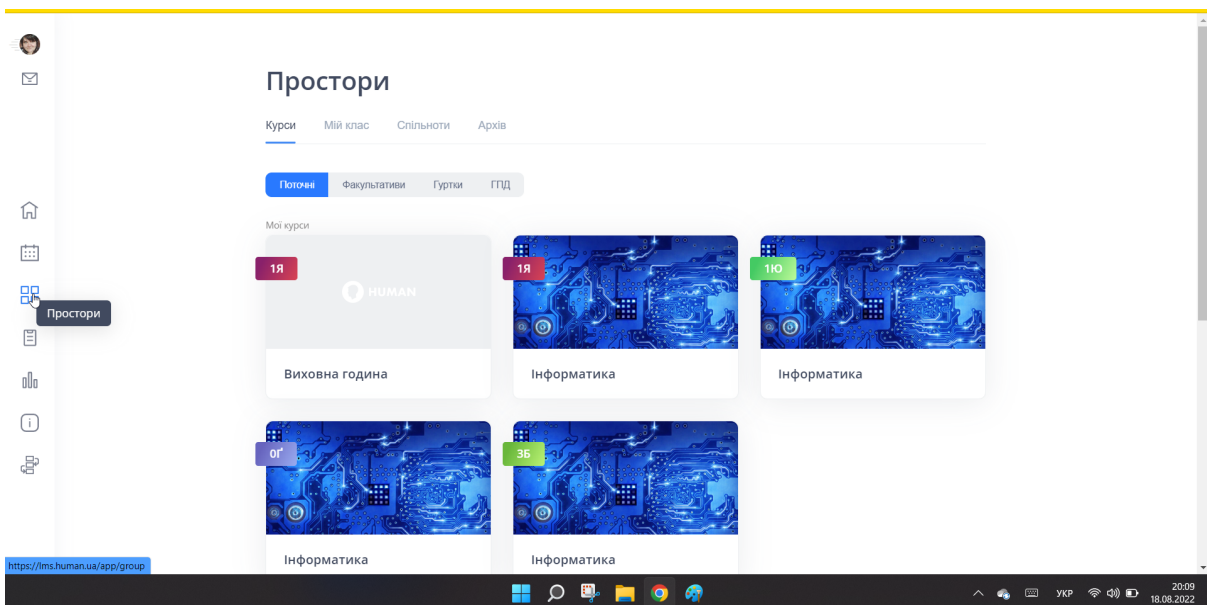 Простори
Курси Мій клас Спільноти Архів
Поточні Факультативи Гуртки ГПД
Мої курси
1Я
HUMAN
Виховна година
1Я
Інформатика
1Ю
Інформатика
Простори
0Ґ
Інформатика
3Б
Інформатика
https://lms.human.ua/app/group
УКР
20:09
18.08.2022